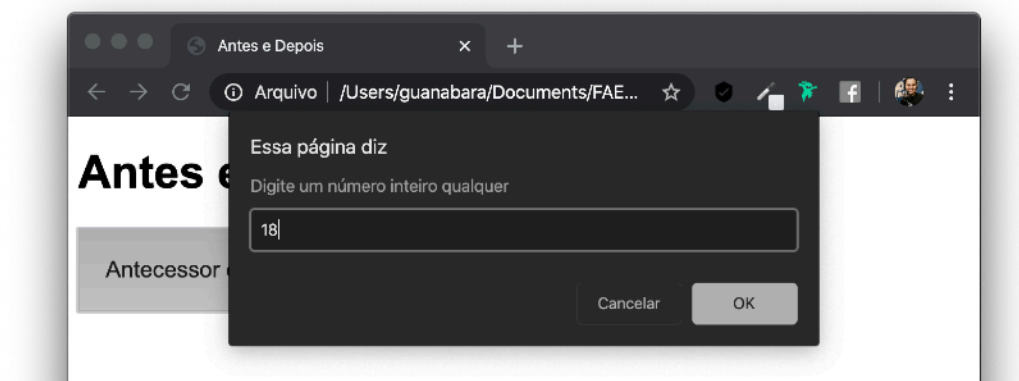 Antes e Depois
Arquivo | /Users/guanabara/Documents/FAE...
Essa página diz
Antes e
Digite um número inteiro qualquer
18
Antecessor
Cancelar
OK